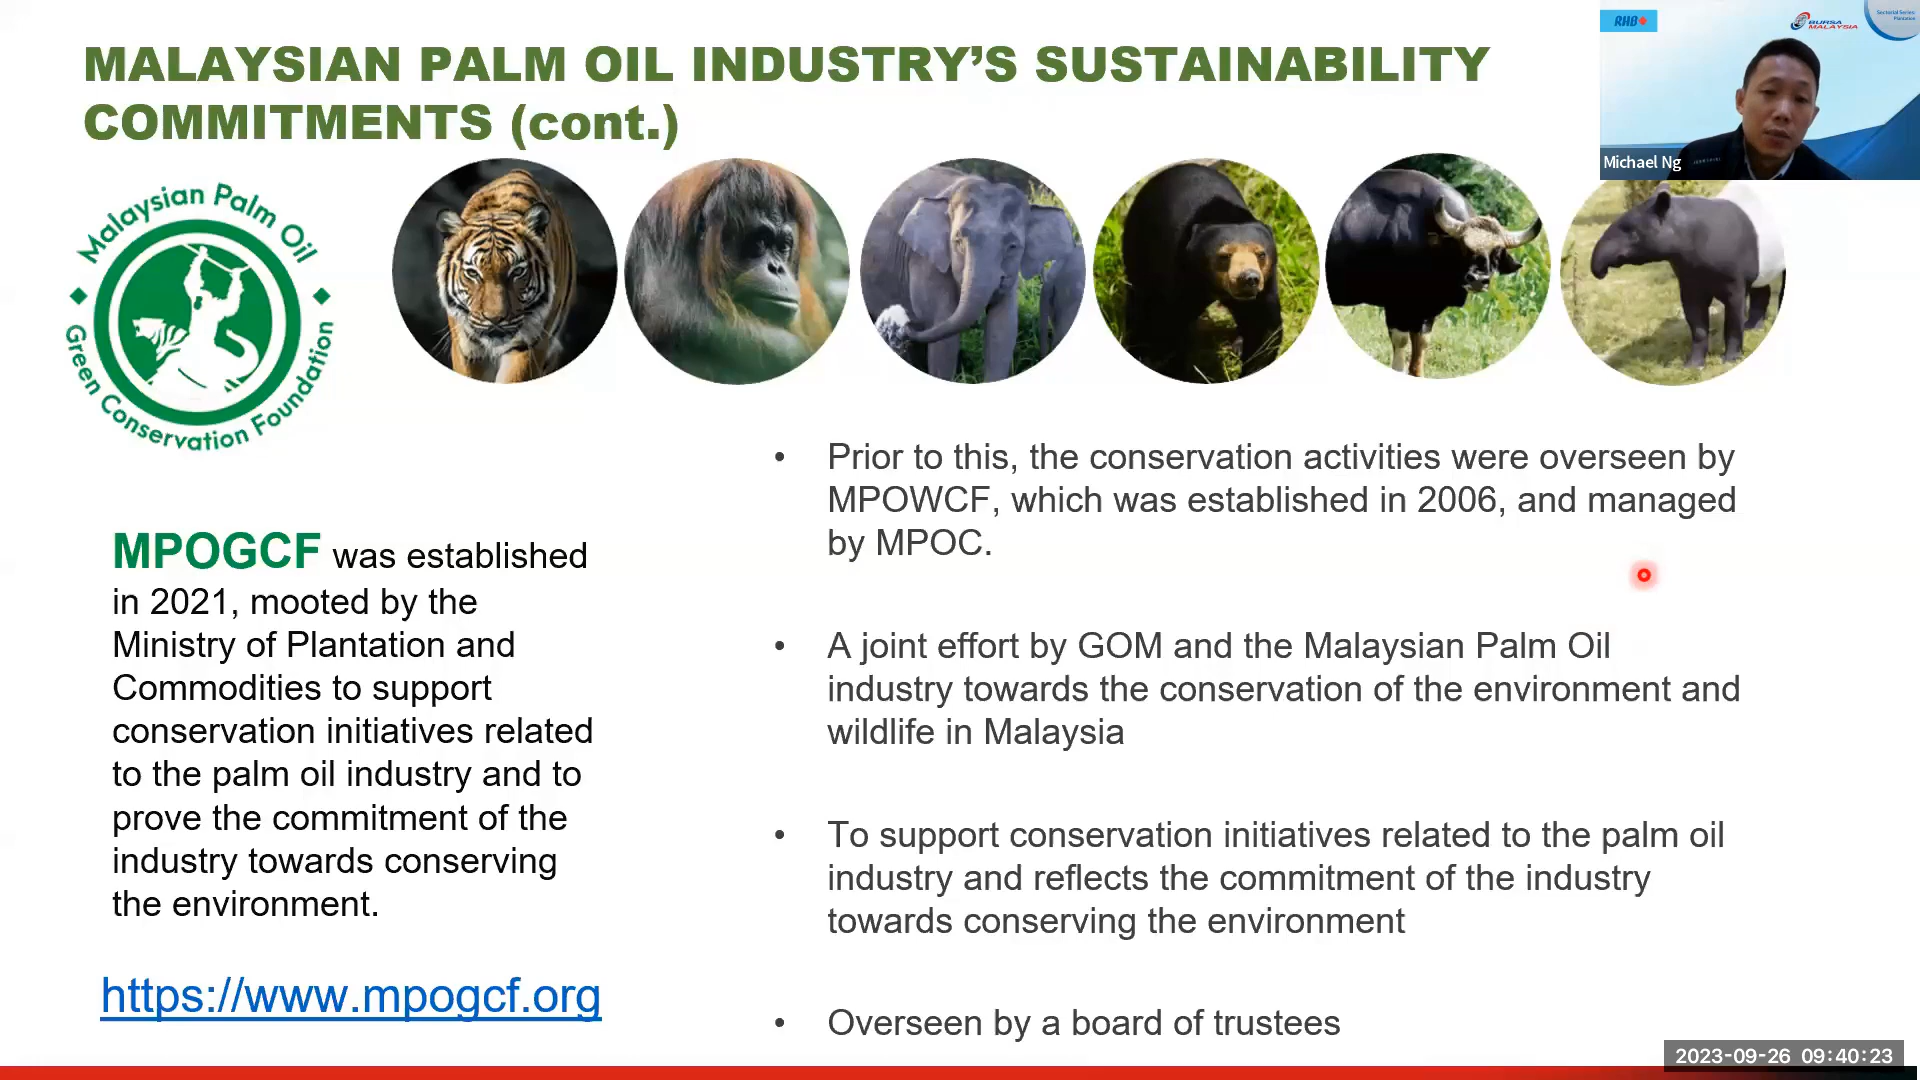 MALAYSIAN PALM OIL INDUSTRY’S SUSTAINABILITY
COMMITMENTS (cont.)
RHB
BURSA
MALAYSIA
Sectorial Series:
Plantation
Michael Ng
Malaysian Palm Oil
Green Conservation Foundation
MPOGCF was established
in 2021, mooted by the
Ministry of Plantation and
Commodities to support
conservation initiatives related
to the palm oil industry and to
prove the commitment of the
industry towards conserving
the environment.
https://www.mpogcf.org
• Prior to this, the conservation activities were overseen by
MPOWCF, which was established in 2006, and managed
by MPOC.
• A joint effort by GOM and the Malaysian Palm Oil
industry towards the conservation of the environment and
wildlife in Malaysia
• To support conservation initiatives related to the palm oil
industry and reflects the commitment of the industry
towards conserving the environment
• Overseen by a board of trustees
2023-09-26 09:40:23